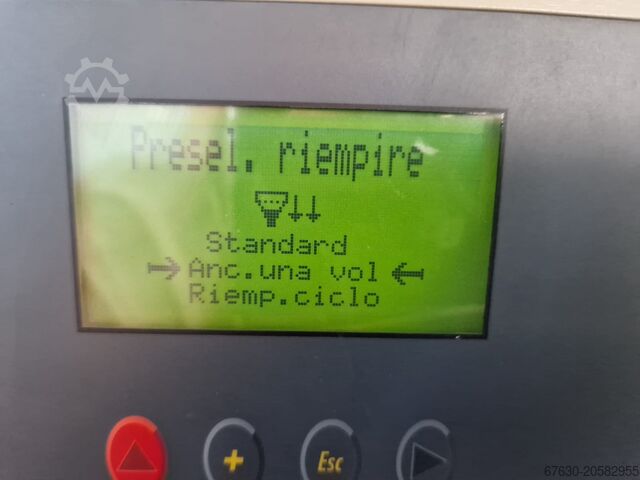 Presel. riempire
Standard
Anc.una vol
Riemp.ciclo
+
Esc
67630-20582955